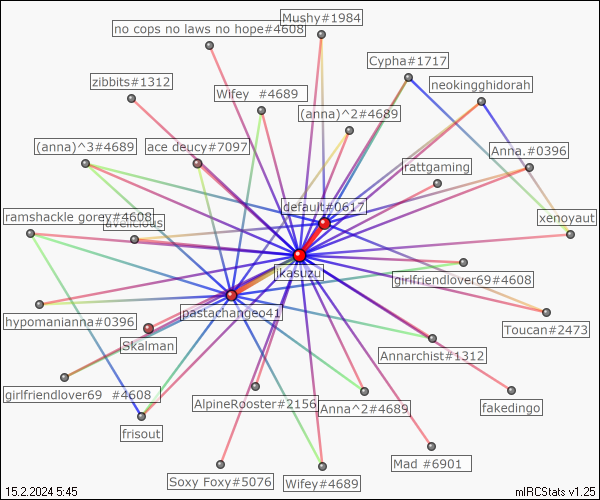 Mushy#1984
no cops no laws no hope#4608
Cypha#1717
zibbits#1312
neokingghidorah
Wifey  #4689
(anna)^2#4689
(anna)^3#4689
ace deucy#7097
Anna.#0396
rattgaming
default#0617
ramshackle gorey#4608
avelicious
xenoyaut
jkasuzu
girifriendlover69#4608
pastachangeo41
hypomanianna#0396
Toucan#2473
Skalman
Annarchist#1312
girlfriendlover69  #4608
AlpineRooster#2156
Anna^2#4689
fakedingo
frisout
Mad #6901
Soxy Foxy#5076
Wifey#4689
15.2.2024 5:45
mIRCStats v1.25